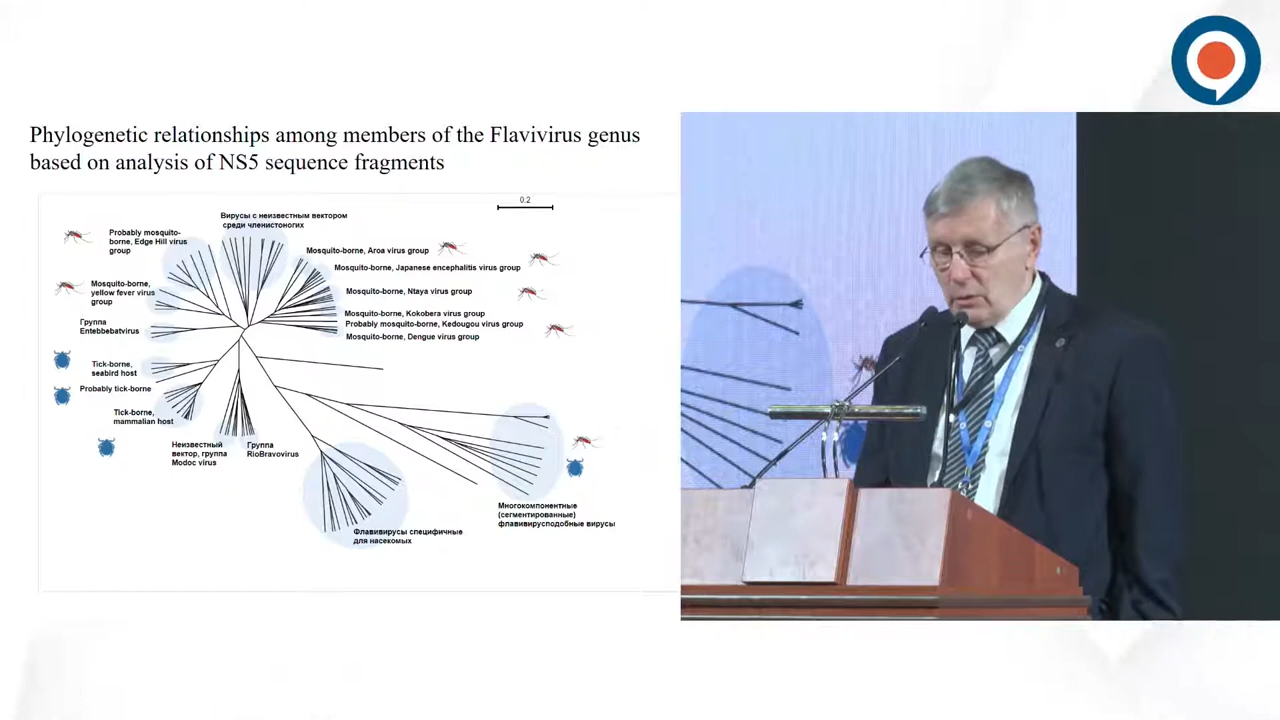 Phylogenetic relationships among members of the Flavivirus genus
based on analysis of NS5 sequence fragments
0.2
Вирусы с неизвестным вектором
среди членистоногих
Probably mosquito-
borne, Edge Hill virus
group
Mosquito-borne, Aroa virus group
Mosquito-borne, Japanese encephalitis virus group
Mosquito-borne,
yellow fever virus
group
Mosquito-borne, Ntaya virus group
Mosquito-borne, Kokobera virus group
Probably mosquito-borne, Kedougou virus group
Mosquito-borne, Dengue virus group
Группа
Entebbebatvirus
Tick-borne,
seabird host
Probably tick-borne
Tick-borne,
mammalian host
Неизвестный
вектор, группа
Modoc virus
Группа
RioBravovirus
Многокомпонентные
(сегментированные)
флавивирусподобные вирусы
Флавивирусы специфичные
для насекомых